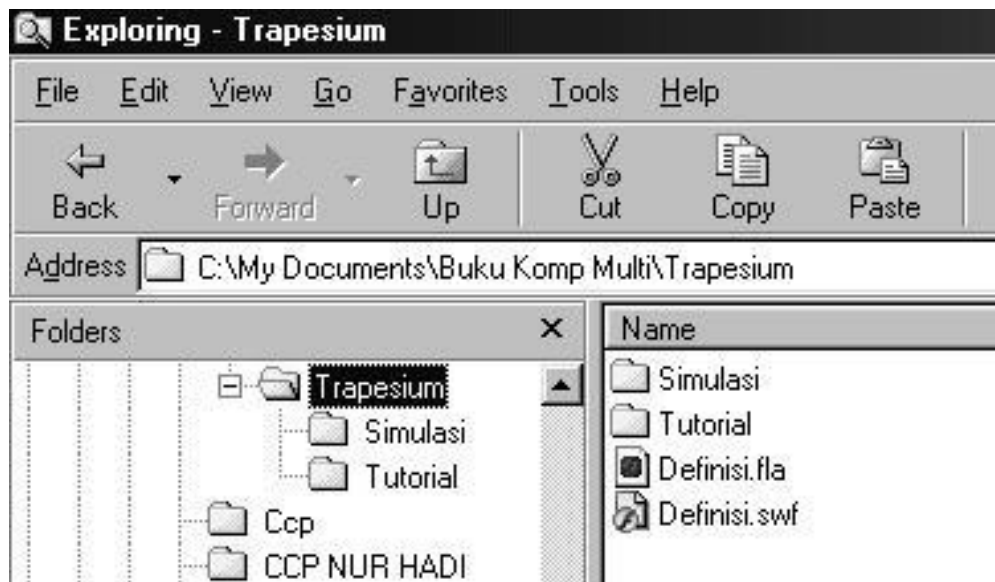 Exploring - Trapesium
File Edit View Go Favorites Tools Help
Back Forward Up Cut Copy Paste
Address C:\My Documents\Buku Komp Multi\Trapesium
Folders
Trapesium
Simulasi
Tutorial
Ccp
CCP NUR HADI
Name
Simulasi
Tutorial
Definisi.fla
Definisi.swf